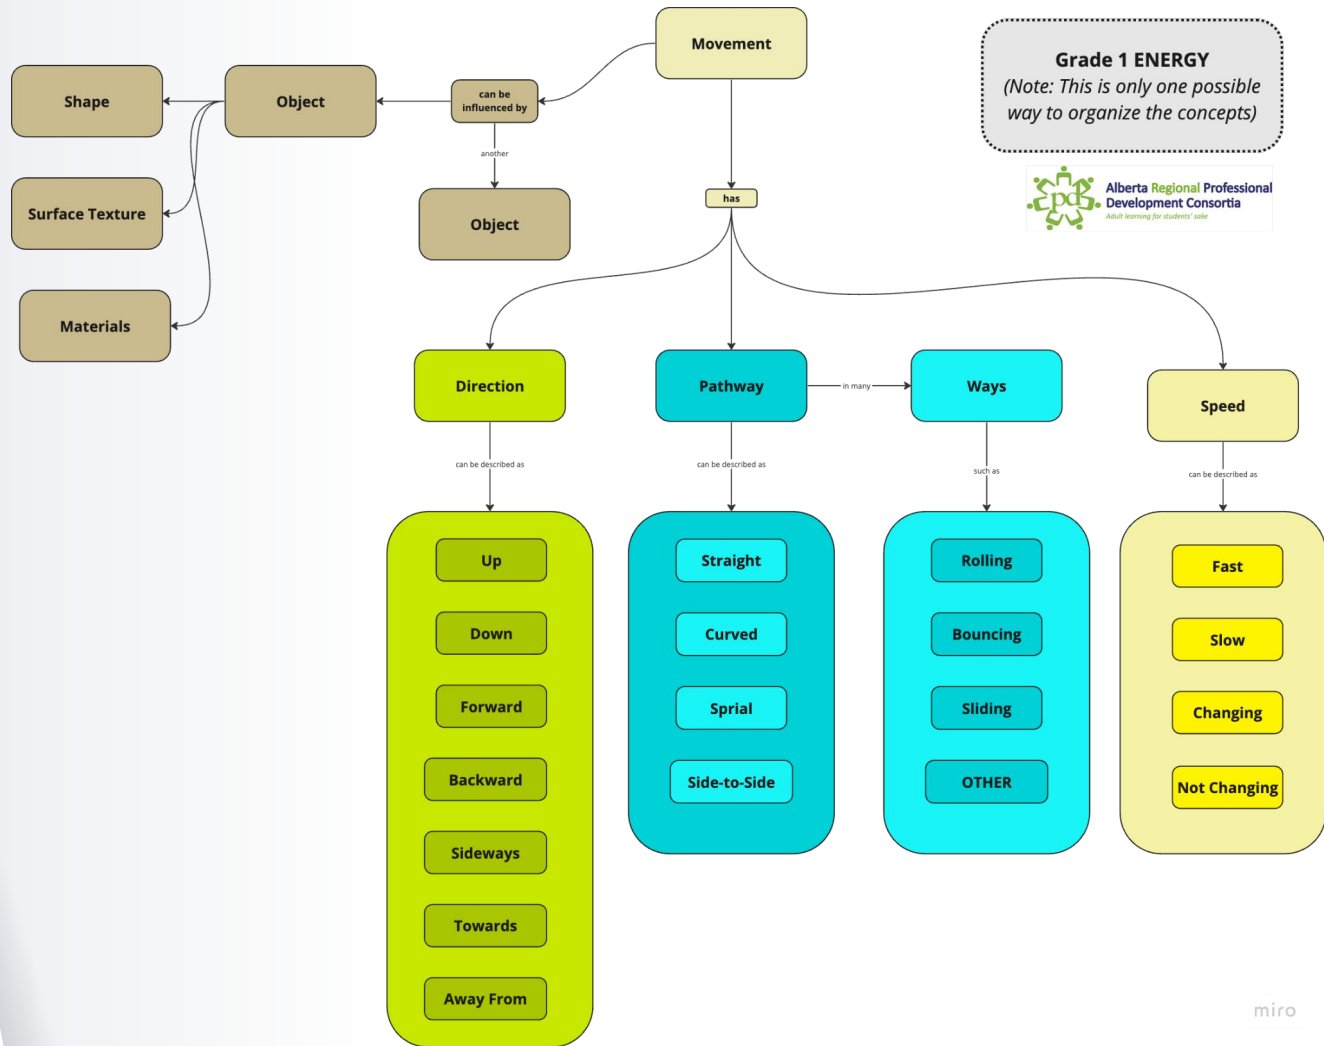 Movement
Grade 1 ENERGY
(Note: This is only one possible
way to organize the concepts)
Shape
Object
can be
influenced by
another
Surface Texture
Object
has
Alberta Regional Professional
Development Consortia
Adult learning for students' sake
pd
Materials
Direction
Pathway
in many
Ways
Speed
can be described as
can be described as
such as
can be described as
Up
Down
Forward
Backward
Sideways
Towards
Away From
Straight
Curved
Sprial
Side-to-Side
Rolling
Bouncing
Sliding
OTHER
Fast
Slow
Changing
Not Changing
miro